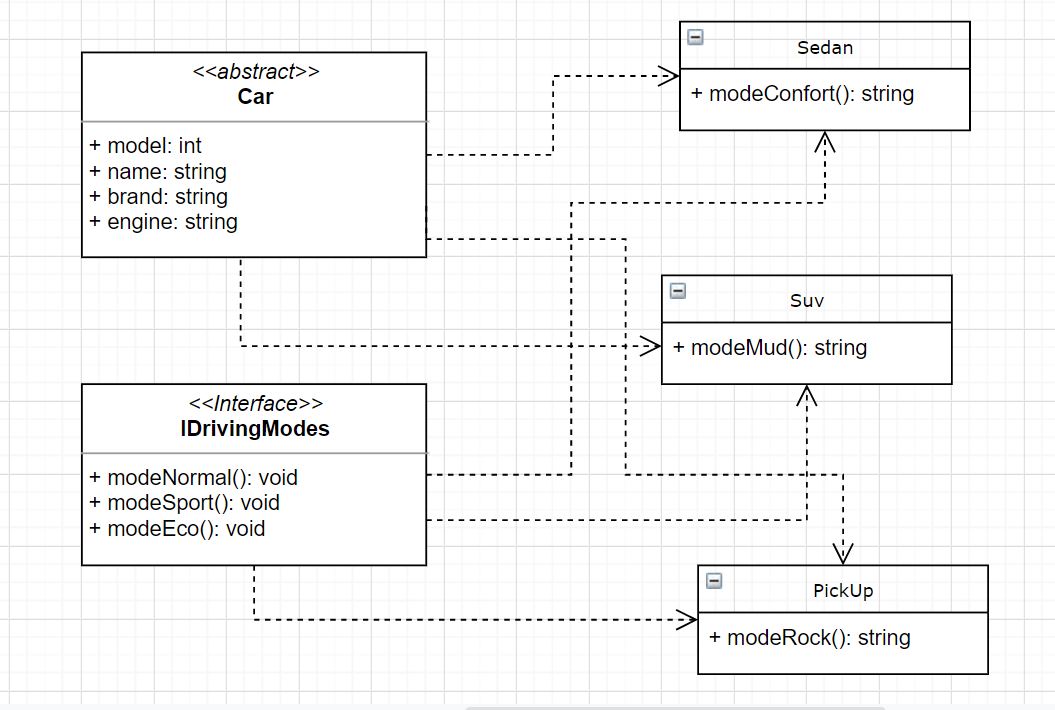 <<abstract>>
Car
+ model: int
+ name: string
+ brand: string
+ engine: string
<<Interface>>
IDrivingModes
+ modeNormal(): void
+ modeSport(): void
+ modeEco(): void
Sedan
+ modeConfort(): string
Suv
+ modeMud(): string
PickUp
+ modeRock(): string